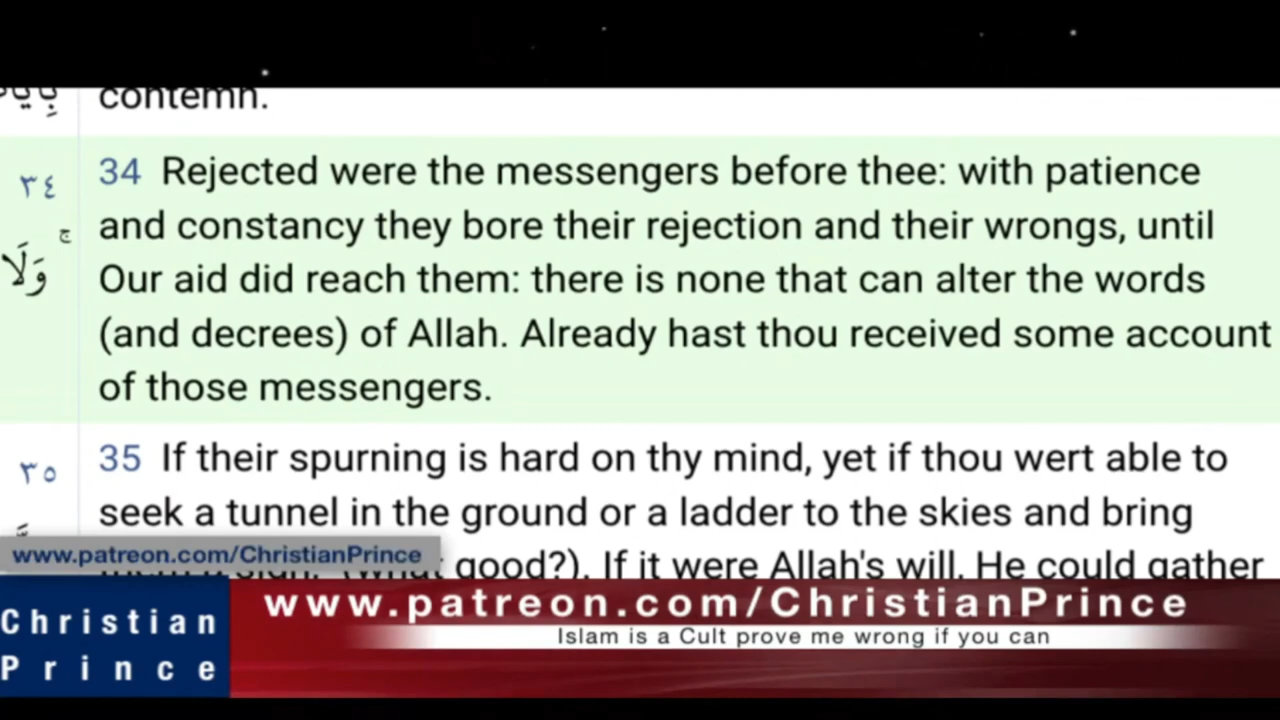 contemn.
٣٤
34 Rejected were the messengers before thee: with patience
and constancy they bore their rejection and their wrongs, until
وَلَا
Our aid did reach them: there is none that can alter the words
(and decrees) of Allah. Already hast thou received some account
of those messengers.
٣٥
35 If their spurning is hard on thy mind, yet if thou wert able to
seek a tunnel in the ground or a ladder to the skies and bring
good?). If it were Allah's will, He could gather
www.patreon.com/ChristianPrince
www.patreon.com/ChristianPrince
Islam is a Cult prove me wrong if you can
Christian
Prince